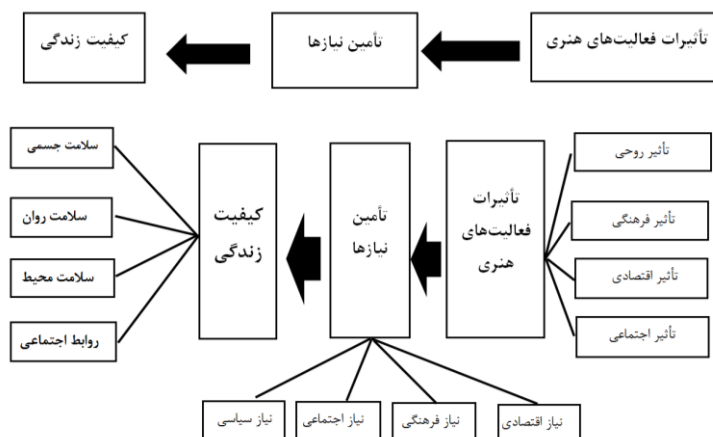 تأثیرات فعالیت‌های هنری
تأمین نیازها
کیفیت زندگی
تأثیر روحی
تأثیر فرهنگی
تأثیر اقتصادی
تأثیر اجتماعی
تأثیرات
فعالیت‌های
هنری
تأمین
نیازها
کیفیت
زندگی
سلامت جسمی
سلامت روان
سلامت محیط
روابط اجتماعی
نیاز اقتصادی
نیاز فرهنگی
نیاز اجتماعی
نیاز سیاسی